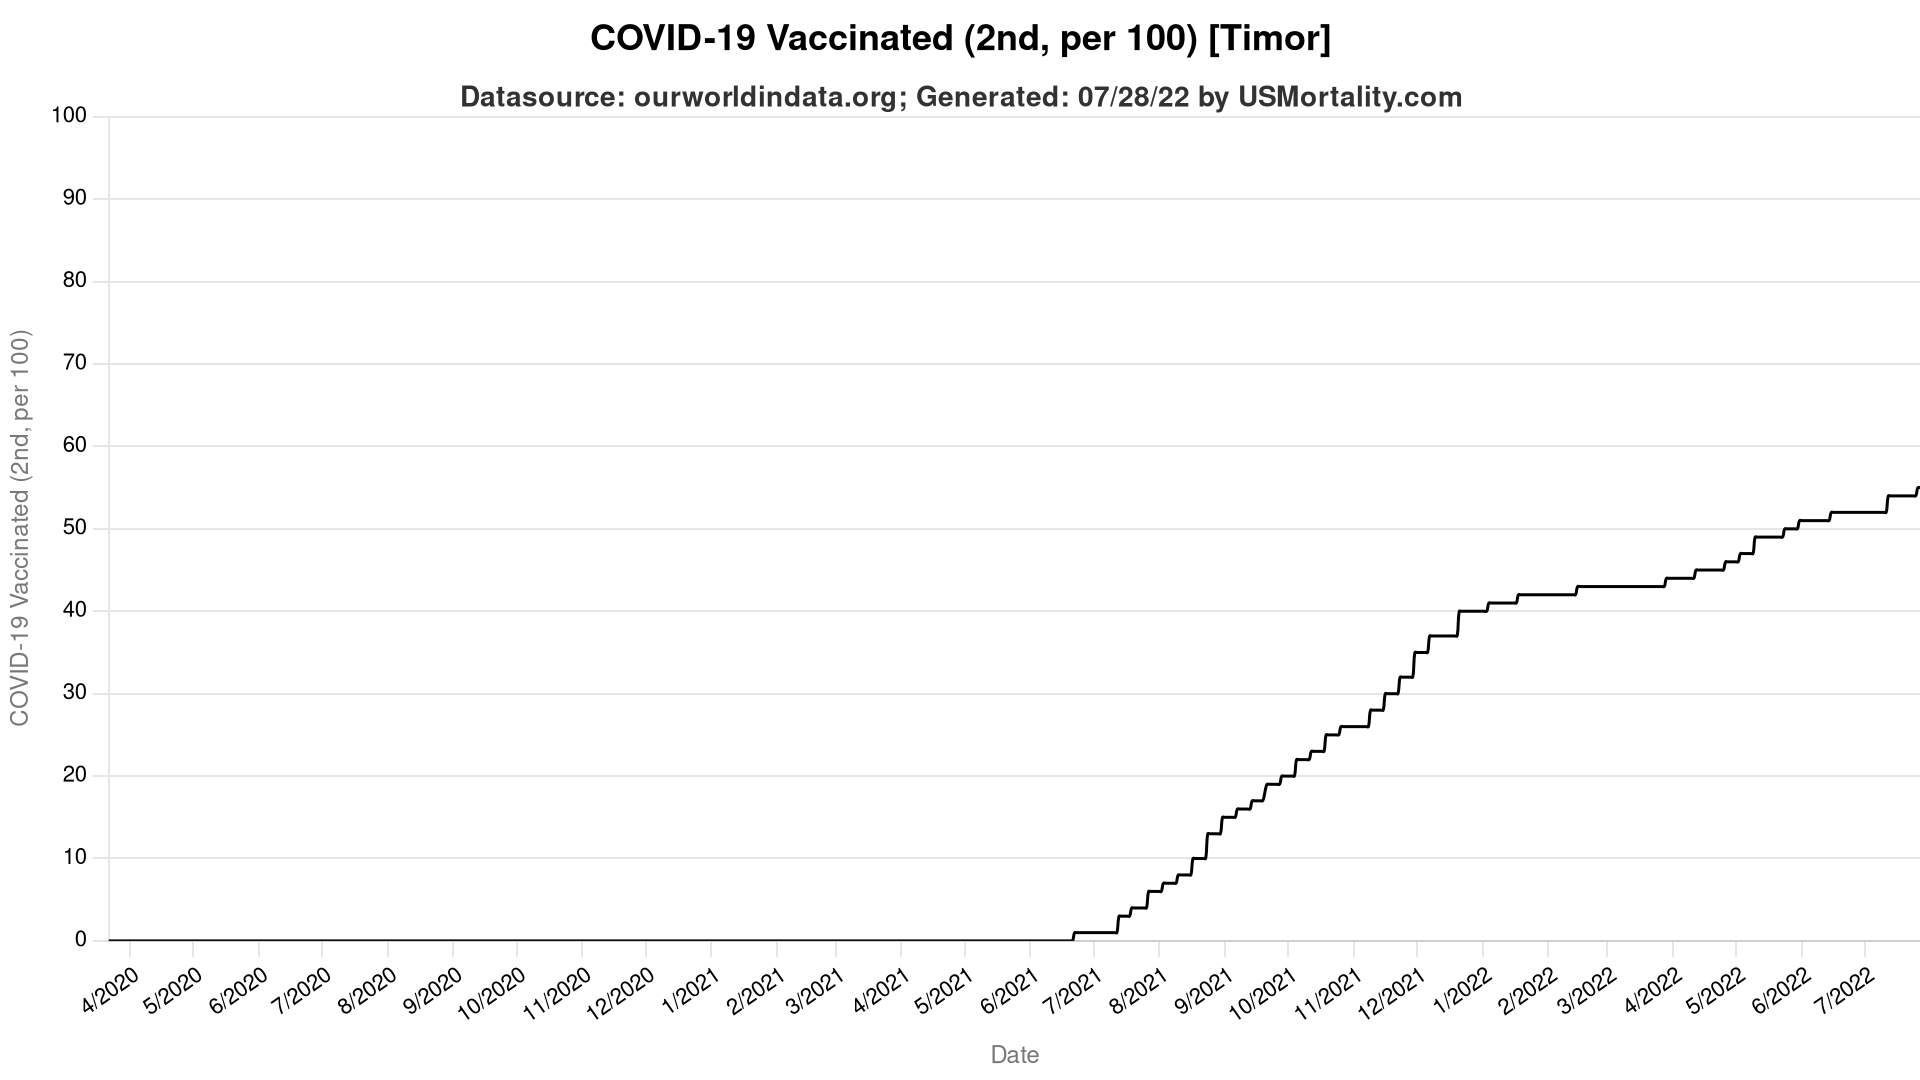 COVID-19 Vaccinated (2nd, per 100) [Timor]
Datasource: ourworldindata.org; Generated: 07/28/22 by USMortality.com
COVID-19 Vaccinated (2nd, per 100)
100
90
80
70
60
50
40
30
20
10
0
4/2020 5/2020 6/2020 7/2020 8/2020 9/2020 10/2020 11/2020 12/2020 1/2021 2/2021 3/2021 4/2021 5/2021 6/2021 7/2021 8/2021 9/2021 10/2021 11/2021 12/2021 1/2022 2/2022 3/2022 4/2022 5/2022 6/2022 7/2022
Date